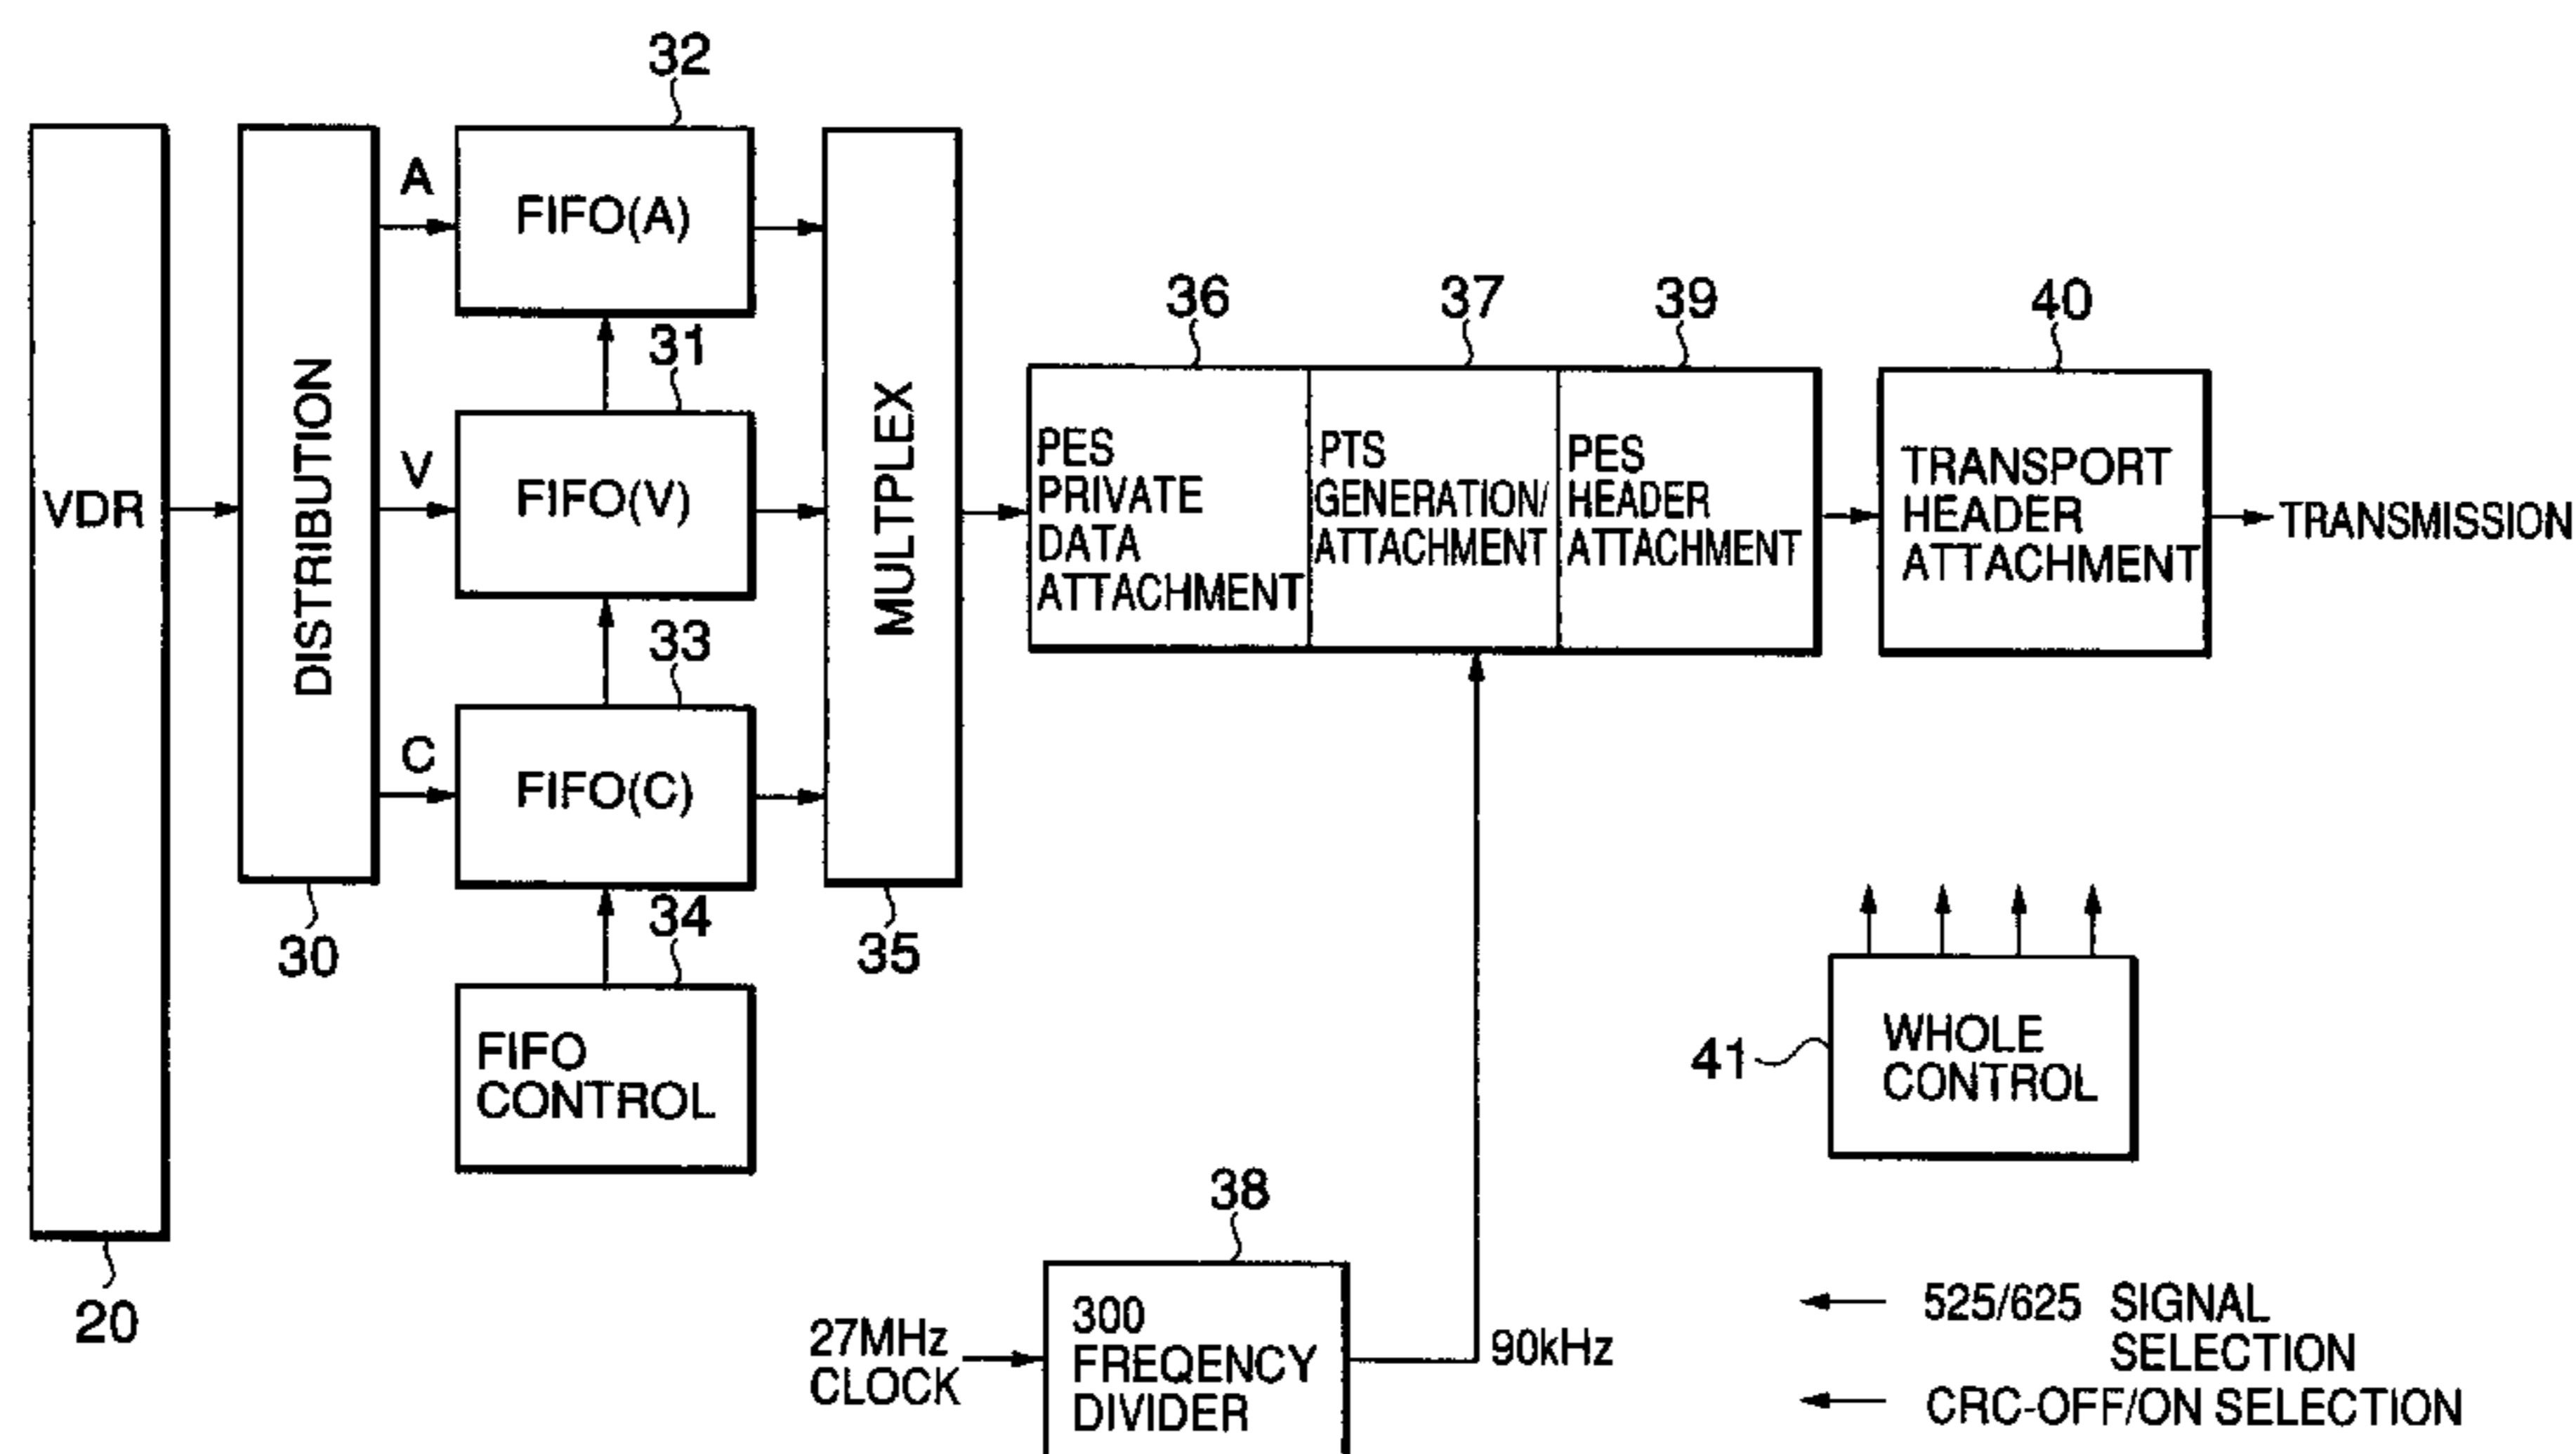 32
A
FIFO(A)
VDR
DISTRIBUTION
31
V
FIFO(V)
33
C
FIFO(C)
MULTPLEX
30
34
35
FIFO
CONTROL
20
36
37
39
40
PES
PRIVATE
DATA
ATTACHMENT
PTS
GENERATION/
ATTACHMENT
PES
HEADER
ATTACHMENT
TRANSPORT
HEADER
ATTACHMENT
TRANSMISSION
41
WHOLE
CONTROL
38
27MHz
CLOCK
300
FREQENCY
DIVIDER
90kHz
525/625 SIGNAL
SELECTION
CRC-OFF/ON SELECTION